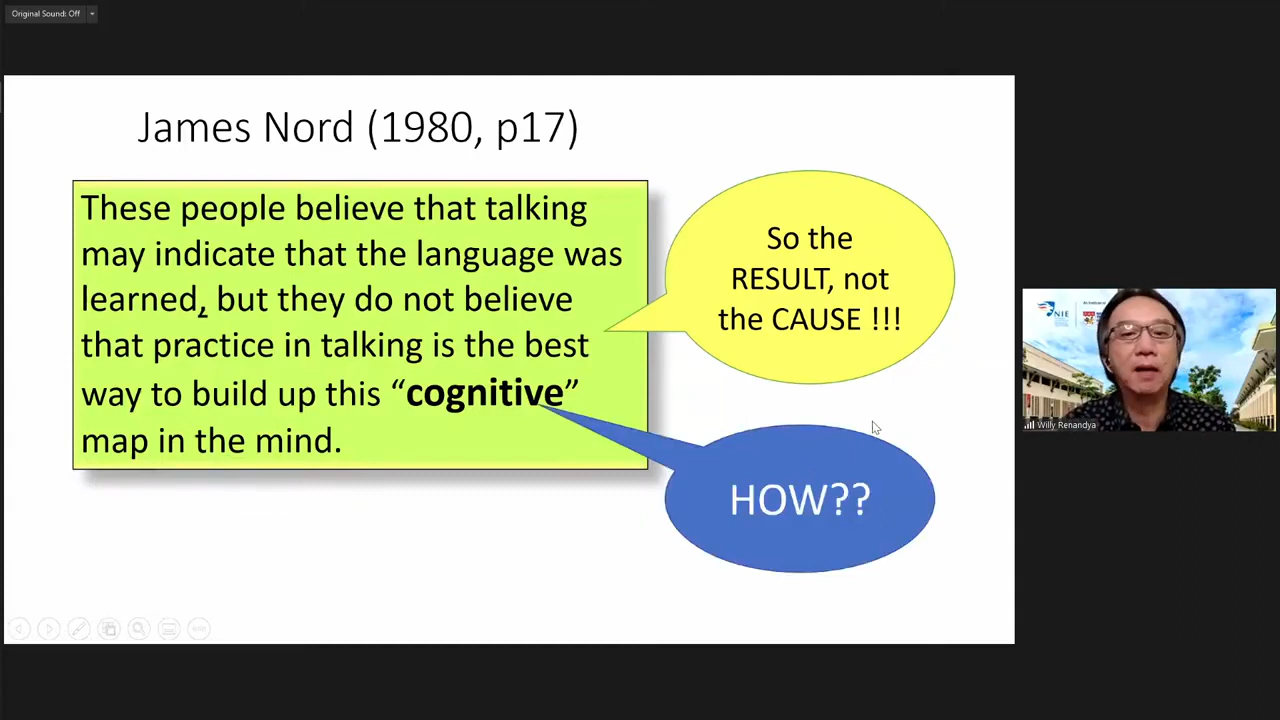 Original Sound: Off
James Nord (1980, p17)
These people believe that talking
may indicate that the language was
learned, but they do not believe
that practice in talking is the best
way to build up this “cognitive”
map in the mind.
So the
RESULT, not
the CAUSE !!!
HOW??
NIE
Willy Renandya